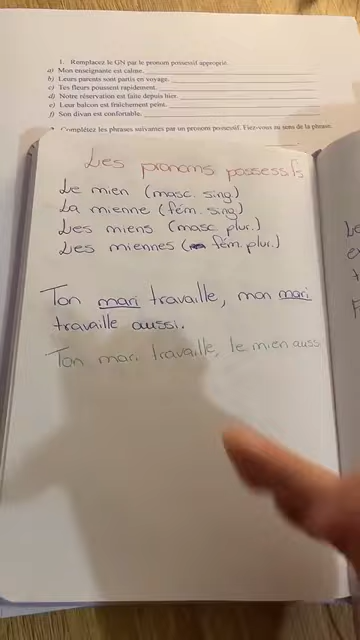 1. Remplacez le GN par le pronom possessif approprié.
a) Mon enseignante est calme.
b) Leurs parents sont partis en voyage.
c) Tes fleurs poussent rapidement.
d) Notre réservation est faite depuis hier.
e) Leur balcon est fraîchement peint.
f) Son divan est confortable.
Complétez les phrases suivantes par un pronom possessif. Fiez-vous au sens de la phrase.
Les pronoms possessifs
Le mien (masc. sing)
La mienne (fém. sing)
Les miens (masc. plur.)
Les miennes (fém. plur.)
Ton mari travaille, mon mari
travaille aussi.
Ton mari travaille, le mien aussi